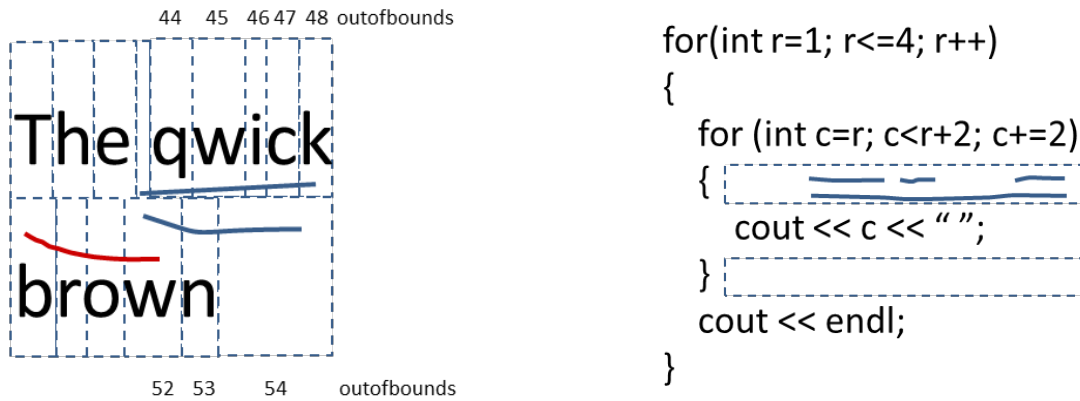 44 45 46 47 48 outofbounds
The qwick
brown
52 53 54 outofbounds
for(int r=1; r<=4; r++)
{
for (int c=r; c<r+2; c+=2)
{
cout << c << “ ”;
}
cout << endl;
}